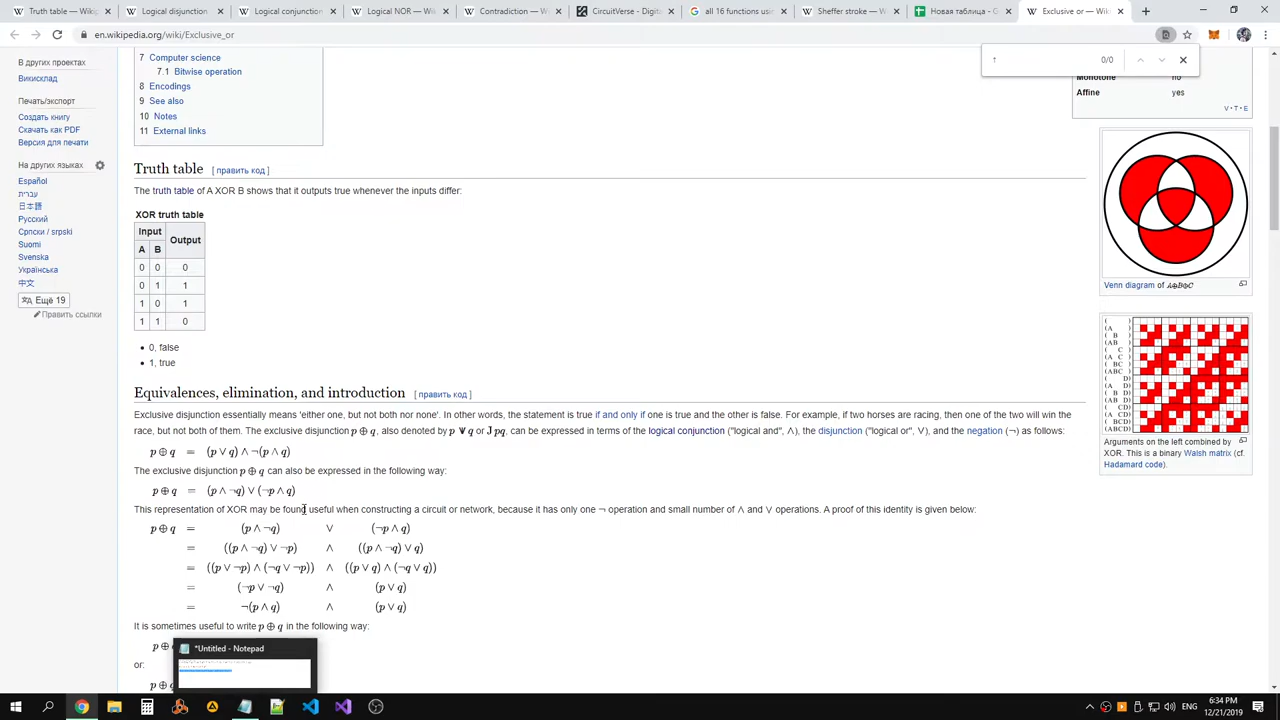 Truth table — Wiki
Logical disjunction
Logical conjunction
Logical NOR — Wiki
Contradiction — W
CircuitVerse - Digita
all 16 functions usi
Sheffer stroke — W
Новая таблица - G
Exclusive or — Wiki
en.wikipedia.org/wiki/Exclusive_or
↑
0/0
В других проектах
Викисклад
Печать/экспорт
Создать книгу
Скачать как PDF
Версия для печати
На других языках
Español
עברית
日本語
Русский
Српски / srpski
Suomi
Svenska
Українська
中文
Ещё 19
Править ссылки
7 Computer science
7.1 Bitwise operation
8 Encodings
9 See also
10 Notes
11 External links
Monotone no
Affine yes
V • T • E
Truth table [ править код ]
The truth table of A XOR B shows that it outputs true whenever the inputs differ:
XOR truth table
Input Output
A B
0 0 0
0 1 1
1 0 1
1 1 0
• 0, false
• 1, true
Venn diagram of A⊕B⊕C
Equivalences, elimination, and introduction [ править код ]
Exclusive disjunction essentially means 'either one, but not both nor none'. In other words, the statement is true if and only if one is true and the other is false. For example, if two horses are racing, then one of the two will win the
race, but not both of them. The exclusive disjunction p ⊕ q, also denoted by p ⩛ q or J pq, can be expressed in terms of the logical conjunction ("logical and", ∧), the disjunction ("logical or", ∨), and the negation (¬) as follows:
p ⊕ q = (p ∨ q) ∧ ¬(p ∧ q)
The exclusive disjunction p ⊕ q can also be expressed in the following way:
p ⊕ q = (p ∧ ¬q) ∨ (¬p ∧ q)
This representation of XOR may be found useful when constructing a circuit or network, because it has only one ¬ operation and small number of ∧ and ∨ operations. A proof of this identity is given below:
p ⊕ q = (p ∧ ¬q) ∨ (¬p ∧ q)
= ((p ∧ ¬q) ∨ ¬p) ∧ ((p ∧ ¬q) ∨ q)
= ((p ∨ ¬p) ∧ (¬q ∨ ¬p)) ∧ ((p ∨ q) ∧ (¬q ∨ q))
= (¬p ∨ ¬q) ∧ (p ∨ q)
= ¬(p ∧ q) ∧ (p ∨ q)
It is sometimes useful to write p ⊕ q in the following way:
p ⊕
or:
p ⊕
( )
(A )
( B )
(AB )
( C )
(A C )
( BC )
(ABC )
( D)
(A D)
( B D)
(AB D)
( CD)
(A CD)
( BCD)
(ABCD)
Arguments on the left combined by
XOR. This is a binary Walsh matrix (cf.
Hadamard code).
*Untitled - Notepad
6:34 PM
12/21/2019